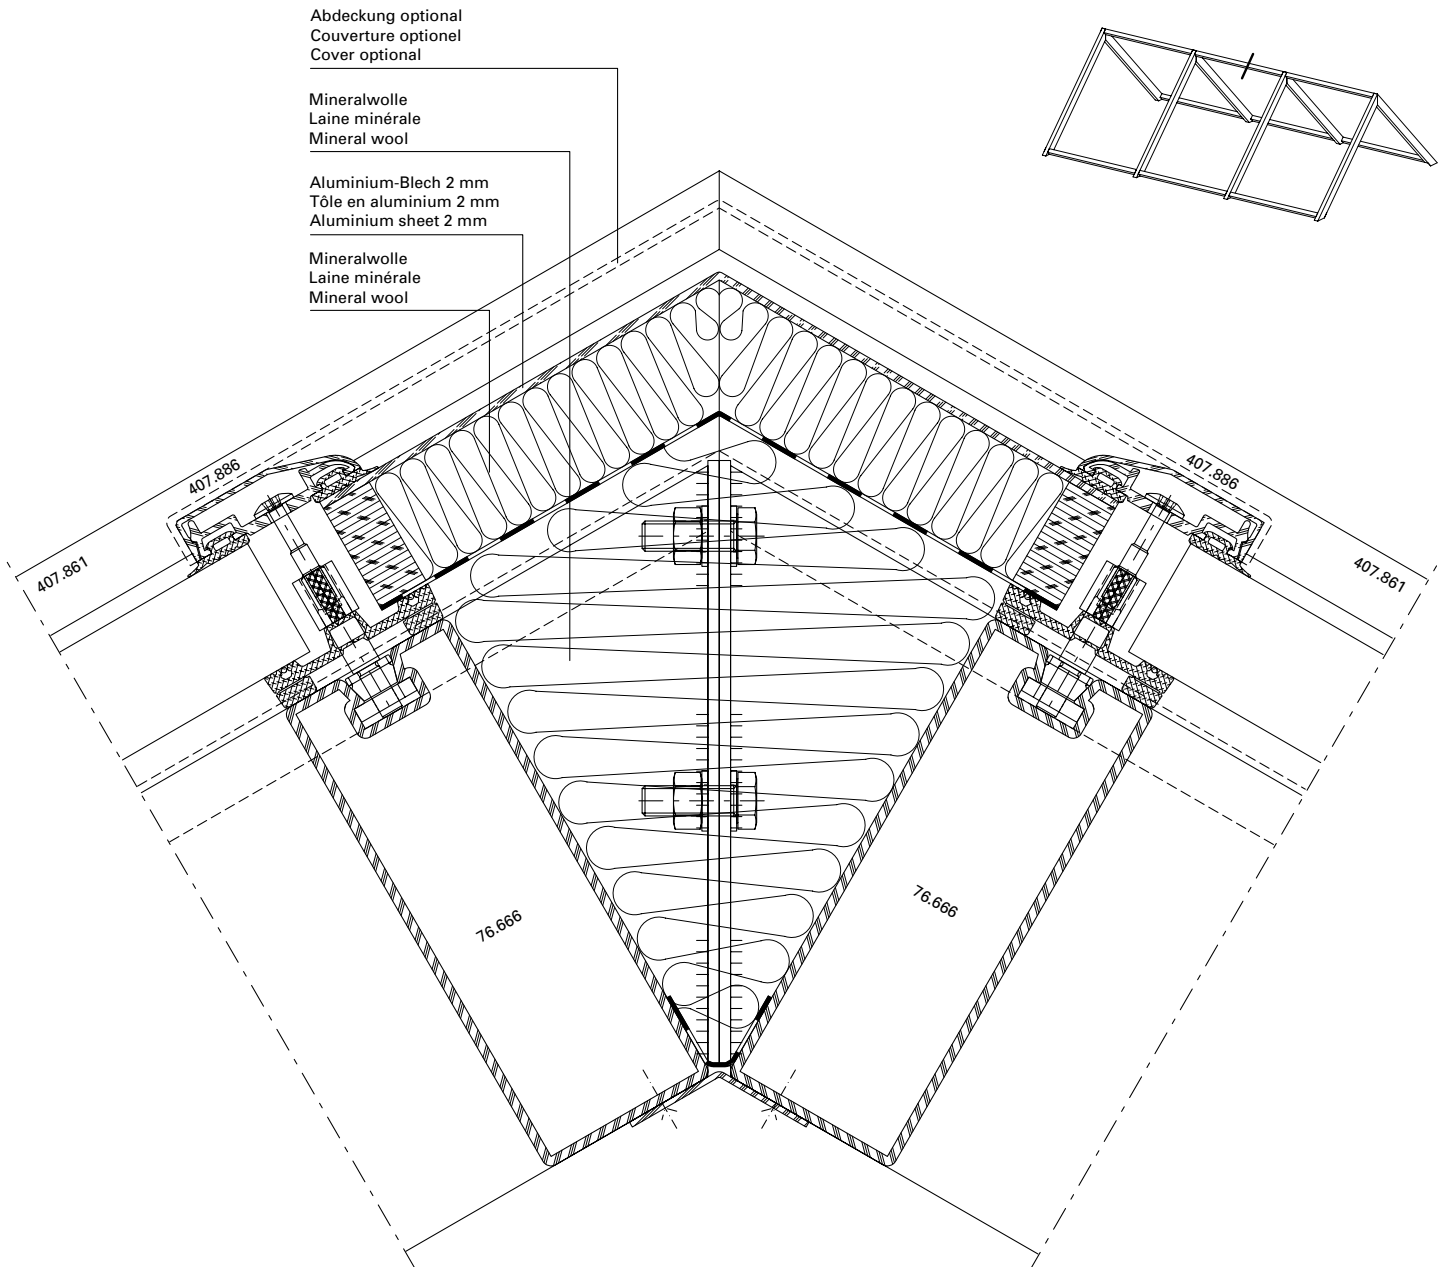 Abdeckung optional
Couverture optionel
Cover optional
Mineralwolle
Laine minérale
Mineral wool
Aluminium-Blech 2 mm
Tôle en aluminium 2 mm
Aluminium sheet 2 mm
Mineralwolle
Laine minérale
Mineral wool
407.886
407.886
407.861
407.861
76.666
76.666